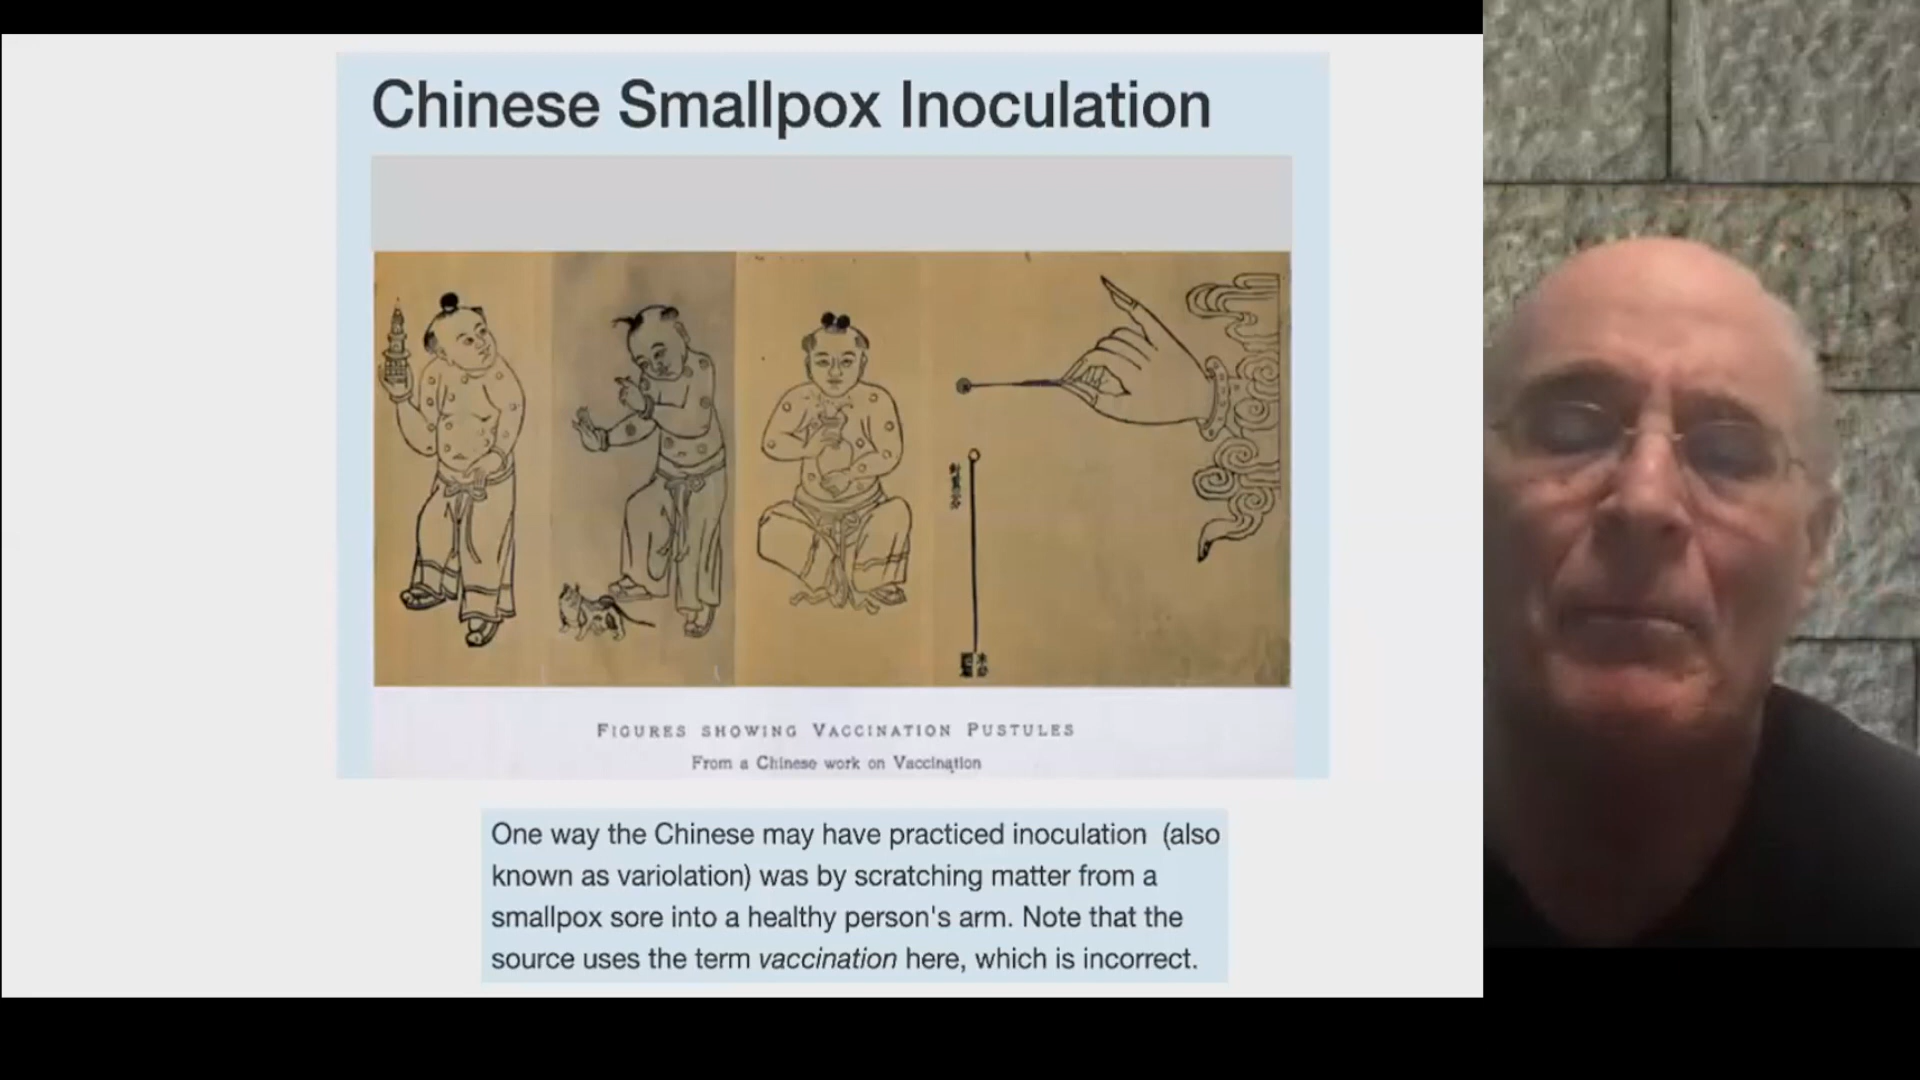 Chinese Smallpox Inoculation
FIGURES SHOWING VACCINATION PUSTULES
From a Chinese work on Vaccination
One way the Chinese may have practiced inoculation (also
known as variolation) was by scratching matter from a
smallpox sore into a healthy person's arm. Note that the
source uses the term vaccination here, which is incorrect.